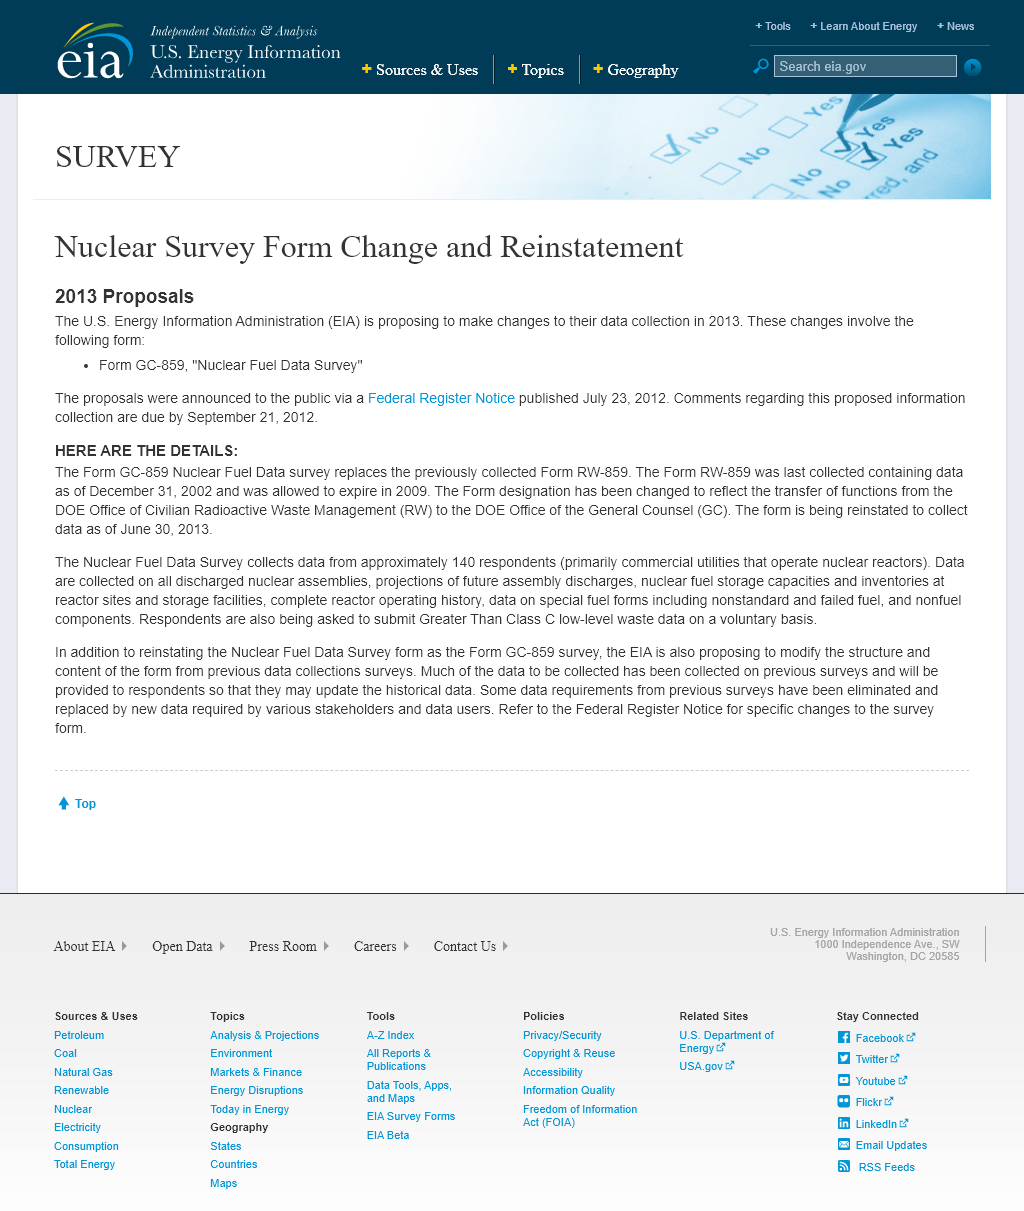 Independent Statistics & Analysis
U.S. Energy Information
Administration
eia
+ Sources & Uses
+ Topics
+ Geography
+ Tools
+ Learn About Energy
+ News
Search eia.gov
SURVEY
No
No
Yes
Yes
No
No
red, and
Nuclear Survey Form Change and Reinstatement
2013 Proposals
The U.S. Energy Information Administration (EIA) is proposing to make changes to their data collection in 2013. These changes involve the
following form:
• Form GC-859, "Nuclear Fuel Data Survey"
The proposals were announced to the public via a Federal Register Notice published July 23, 2012. Comments regarding this proposed information
collection are due by September 21, 2012.
HERE ARE THE DETAILS:
The Form GC-859 Nuclear Fuel Data survey replaces the previously collected Form RW-859. The Form RW-859 was last collected containing data
as of December 31, 2002 and was allowed to expire in 2009. The Form designation has been changed to reflect the transfer of functions from the
DOE Office of Civilian Radioactive Waste Management (RW) to the DOE Office of the General Counsel (GC). The form is being reinstated to collect
data as of June 30, 2013.
The Nuclear Fuel Data Survey collects data from approximately 140 respondents (primarily commercial utilities that operate nuclear reactors). Data
are collected on all discharged nuclear assemblies, projections of future assembly discharges, nuclear fuel storage capacities and inventories at
reactor sites and storage facilities, complete reactor operating history, data on special fuel forms including nonstandard and failed fuel, and nonfuel
components. Respondents are also being asked to submit Greater Than Class C low-level waste data on a voluntary basis.
In addition to reinstating the Nuclear Fuel Data Survey form as the Form GC-859 survey, the EIA is also proposing to modify the structure and
content of the form from previous data collections surveys. Much of the data to be collected has been collected on previous surveys and will be
provided to respondents so that they may update the historical data. Some data requirements from previous surveys have been eliminated and
replaced by new data required by various stakeholders and data users. Refer to the Federal Register Notice for specific changes to the survey
form.
Top
About EIA
Open Data
Press Room
Careers
Contact Us
U.S. Energy Information Administration
1000 Independence Ave., SW
Washington, DC 20585
Sources & Uses
Petroleum
Coal
Natural Gas
Renewable
Nuclear
Electricity
Consumption
Total Energy
Topics
Analysis & Projections
Environment
Markets & Finance
Energy Disruptions
Today in Energy
Geography
States
Countries
Maps
Tools
A-Z Index
All Reports &
Publications
Data Tools, Apps,
and Maps
EIA Survey Forms
EIA Beta
Policies
Privacy/Security
Copyright & Reuse
Accessibility
Information Quality
Freedom of Information
Act (FOIA)
Related Sites
U.S. Department of
Energy
USA.gov
Stay Connected
Facebook
Twitter
Youtube
Flickr
LinkedIn
Email Updates
RSS Feeds